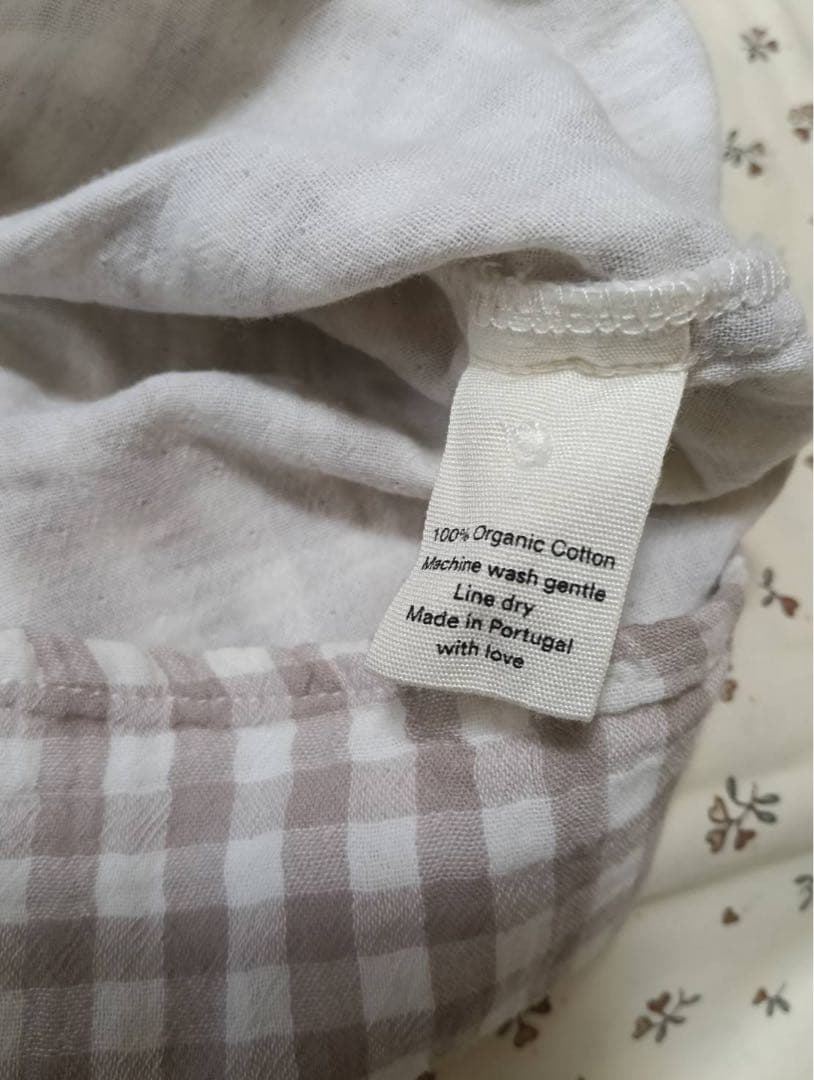 100% Organic Cotton
Machine wash gentle
Line dry
Made in Portugal
with love